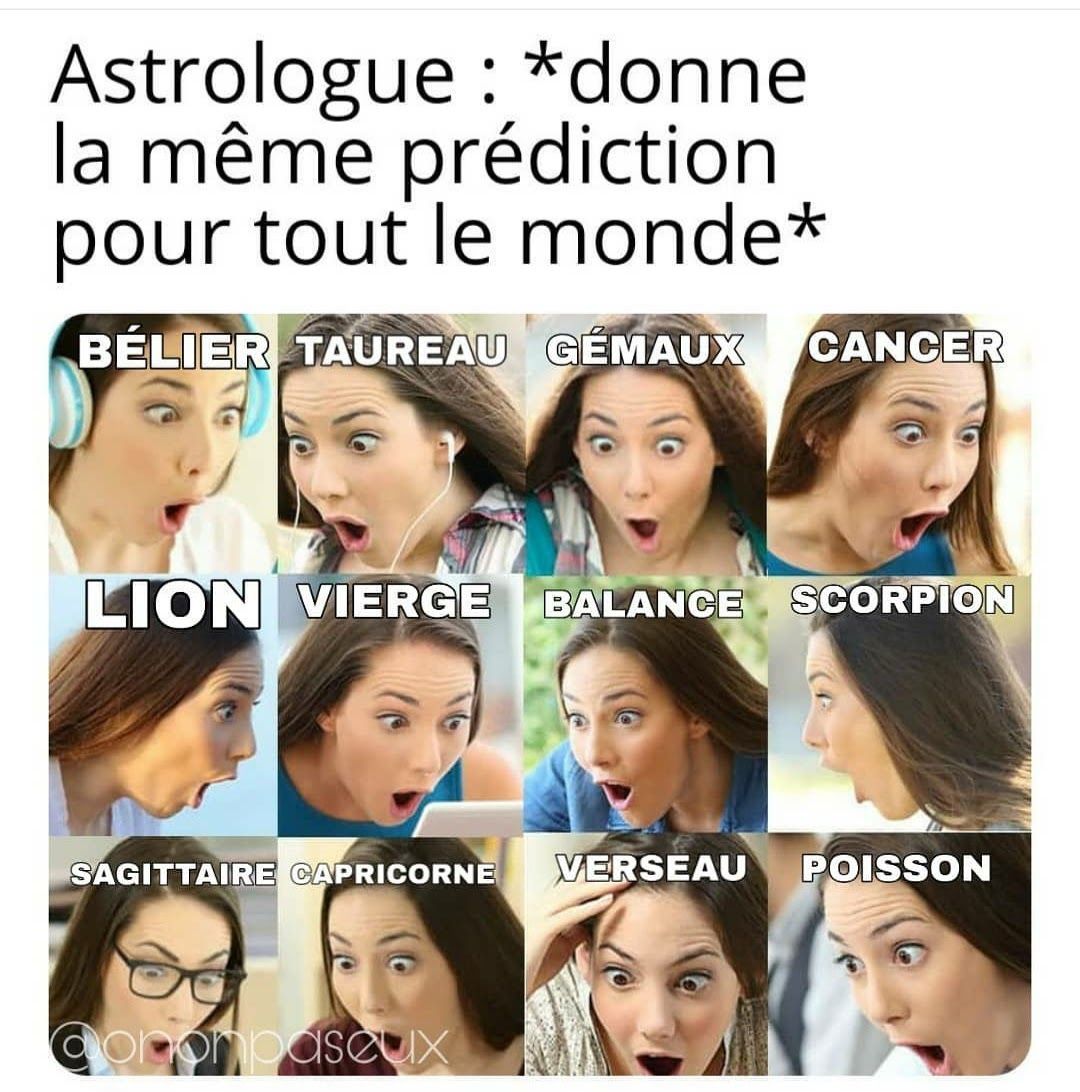 Astrologue : *donne
la même prédiction
pour tout le monde*
BÉLIER TAUREAU GÉMAUX CANCER
LION VIERGE BALANCE SCORPION
SAGITTAIRE CAPRICORNE VERSEAU POISSON
@ononpaseux